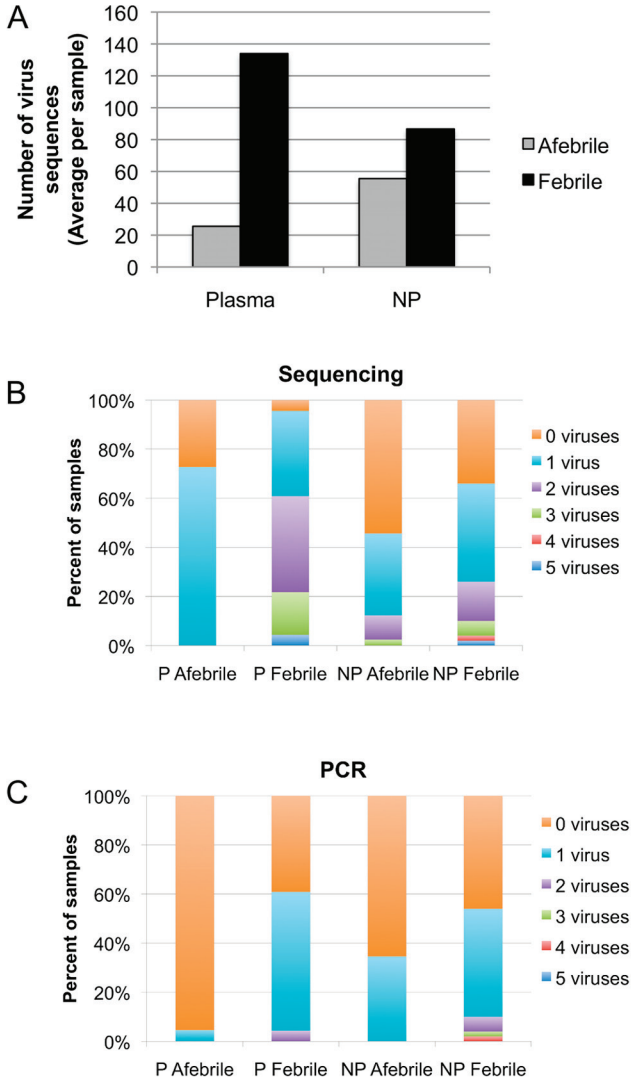 A
160
140
120
100
80
60
40
20
0
Number of virus
sequences
(Average per sample)
Plasma
NP
Afebrile
Febrile
B
Sequencing
100%
80%
60%
40%
20%
0%
Percent of samples
P Afebrile
P Febrile
NP Afebrile
NP Febrile
0 viruses
1 virus
2 viruses
3 viruses
4 viruses
5 viruses
C
PCR
100%
80%
60%
40%
20%
0%
Percent of samples
P Afebrile
P Febrile
NP Afebrile
NP Febrile
0 viruses
1 virus
2 viruses
3 viruses
4 viruses
5 viruses